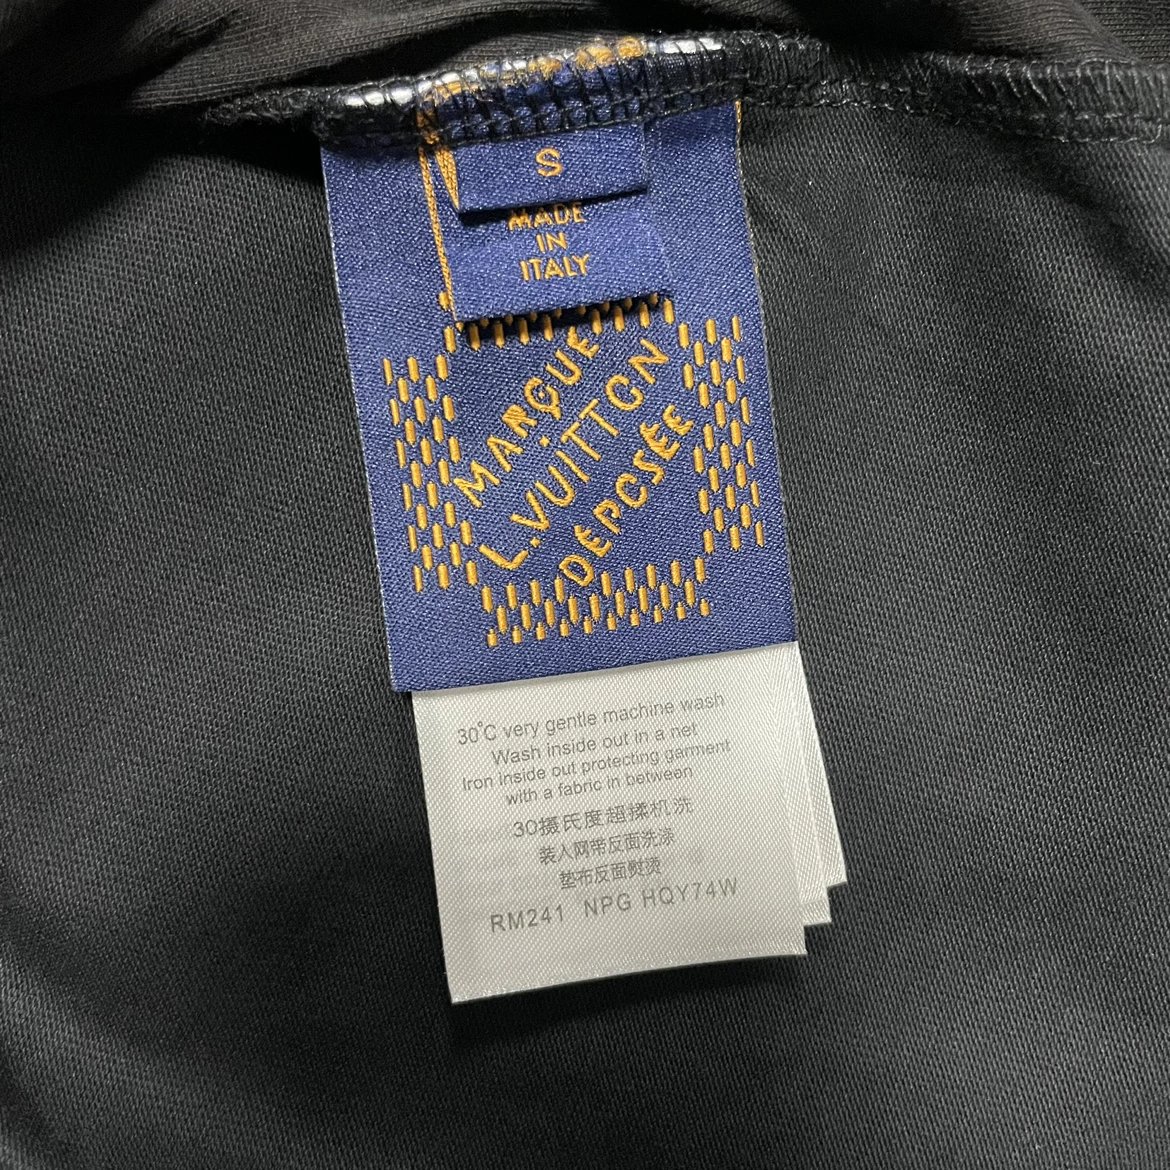 S
MADE
IN
ITALY
MARQUE
L.VUITTON
DÉPOSÉE
30°C very gentle machine wash
Wash inside out in a net
Iron inside out protecting garment
with a fabric in between
30摄氏度超揉机洗
装入网带反面洗涤
垫布反面熨烫
RM241 NPG HQY74W